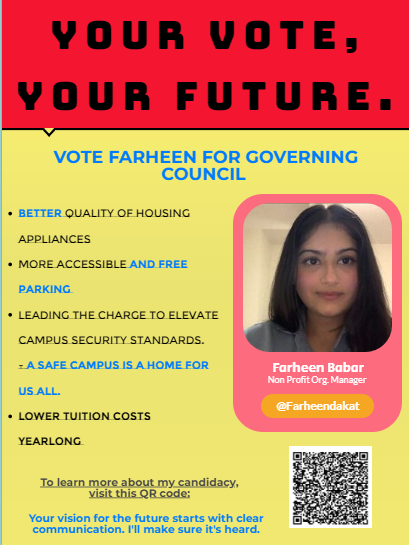 YOUR VOTE,
YOUR FUTURE.
VOTE FARHEEN FOR GOVERNING
COUNCIL
BETTER QUALITY OF HOUSING
APPLIANCES
MORE ACCESSIBLE AND FREE
PARKING
LEADING THE CHARGE TO ELEVATE
CAMPUS SECURITY STANDARDS.
- A SAFE CAMPUS IS A HOME FOR
US ALL.
LOWER TUITION COSTS
YEARLONG
Farheen Babar
Non Profit Org. Manager
@Farheendakat
To learn more about my candidacy,
visit this QR code:
Your vision for the future starts with clear
communication. I'll make sure it's heard.